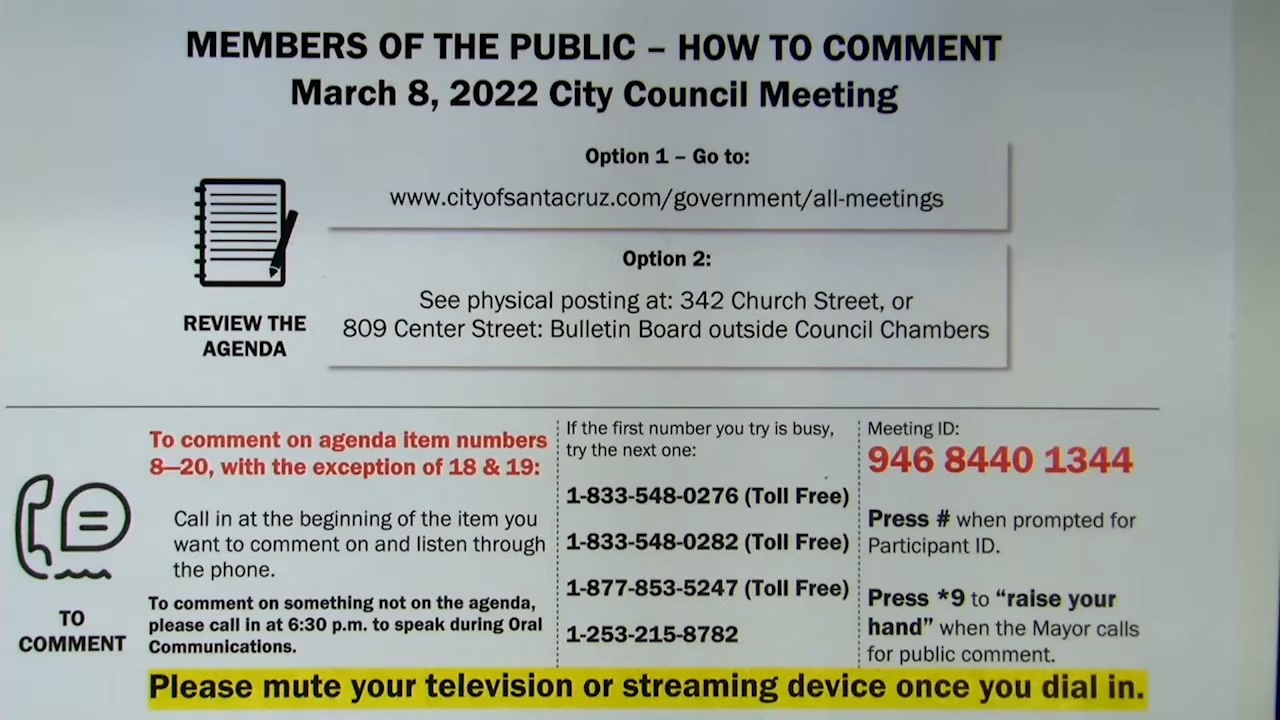 MEMBERS OF THE PUBLIC – HOW TO COMMENT
March 8, 2022 City Council Meeting
Option 1 – Go to:
www.cityofsantacruz.com/government/all-meetings
Option 2:
See physical posting at: 342 Church Street, or
809 Center Street: Bulletin Board outside Council Chambers
REVIEW THE
AGENDA
To comment on agenda item numbers
8—20, with the exception of 18 & 19:
Call in at the beginning of the item you
want to comment on and listen through
the phone.
To comment on something not on the agenda,
please call in at 6:30 p.m. to speak during Oral
Communications.
TO
COMMENT
If the first number you try is busy,
try the next one:
1-833-548-0276 (Toll Free)
1-833-548-0282 (Toll Free)
1-877-853-5247 (Toll Free)
1-253-215-8782
Meeting ID:
946 8440 1344
Press # when prompted for
Participant ID.
Press *9 to “raise your
hand” when the Mayor calls
for public comment.
Please mute your television or streaming device once you dial in.